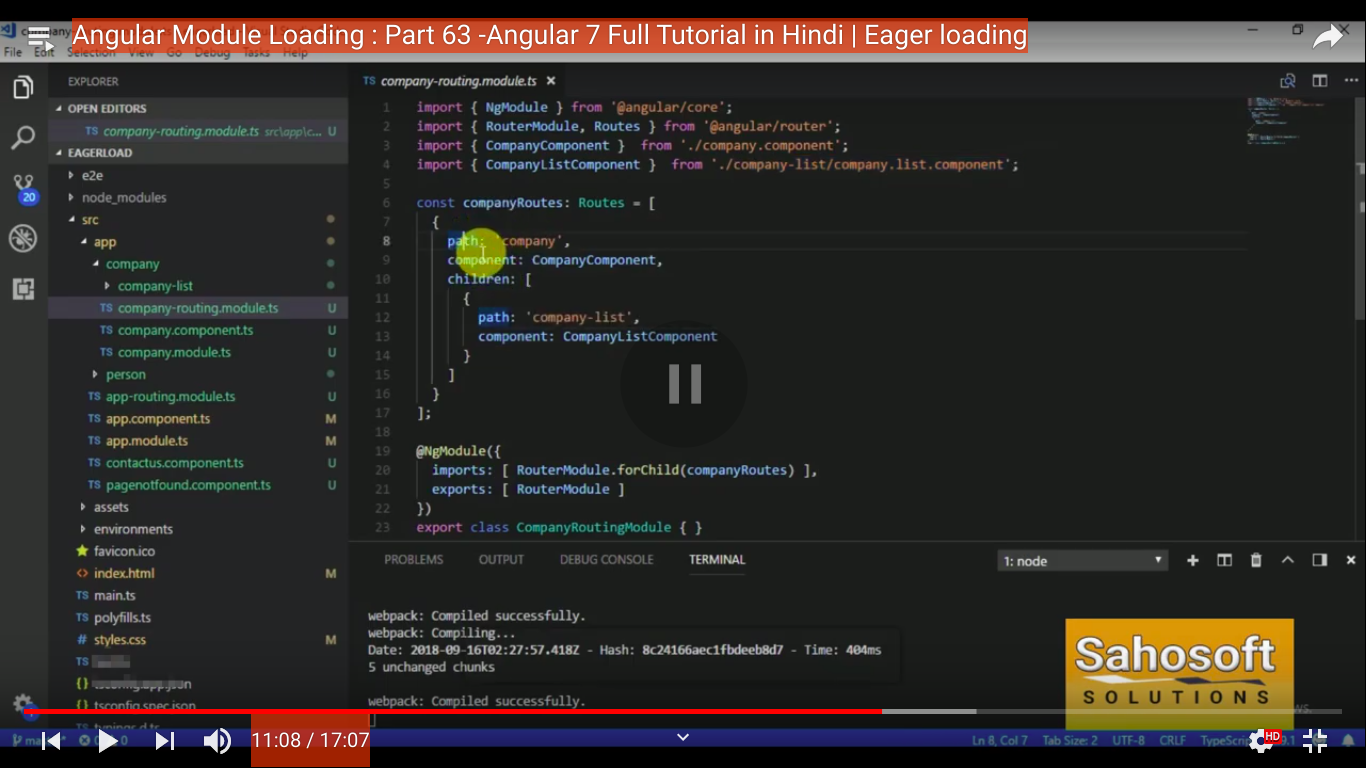 Angular Module Loading : Part 63 -Angular 7 Full Tutorial in Hindi | Eager loading
File Edit Selection View Go Debug Tasks Help
EXPLORER
OPEN EDITORS
TS company-routing.module.ts src\app\c... U
EAGERLOAD
e2e
node_modules
src
app
company
company-list
TS company-routing.module.ts U
TS company.component.ts U
TS company.module.ts U
person
TS app-routing.module.ts U
TS app.component.ts M
TS app.module.ts M
TS contactus.component.ts U
TS pagenotfound.component.ts U
assets
environments
favicon.ico
<> index.html M
TS main.ts
TS polyfills.ts
# styles.css M
TS
{} tsconfig.app.json
{} tsconfig.spec.json
typings.d.ts
20
TS company-routing.module.ts
1 import { NgModule } from '@angular/core';
2 import { RouterModule, Routes } from '@angular/router';
3 import { CompanyComponent } from './company.component';
4 import { CompanyListComponent } from './company-list/company.list.component';
5
6 const companyRoutes: Routes = [
7 {
8 path: 'company',
9 component: CompanyComponent,
10 children: [
11 {
12 path: 'company-list',
13 component: CompanyListComponent
14 }
15 ]
16 }
17 ];
18
19 @NgModule({
20 imports: [ RouterModule.forChild(companyRoutes) ],
21 exports: [ RouterModule ]
22 })
23 export class CompanyRoutingModule { }
PROBLEMS OUTPUT DEBUG CONSOLE TERMINAL
1: node
webpack: Compiled successfully.
webpack: Compiling...
Date: 2018-09-16T02:27:57.418Z - Hash: 8c24166aec1fbdeeb8d7 - Time: 404ms
5 unchanged chunks
webpack: Compiled successfully.
Sahosoft
SOLUTIONS
11:08 / 17:07
HD
Ln 8, Col 7 Tab Size: 2 UTF-8 CRLF